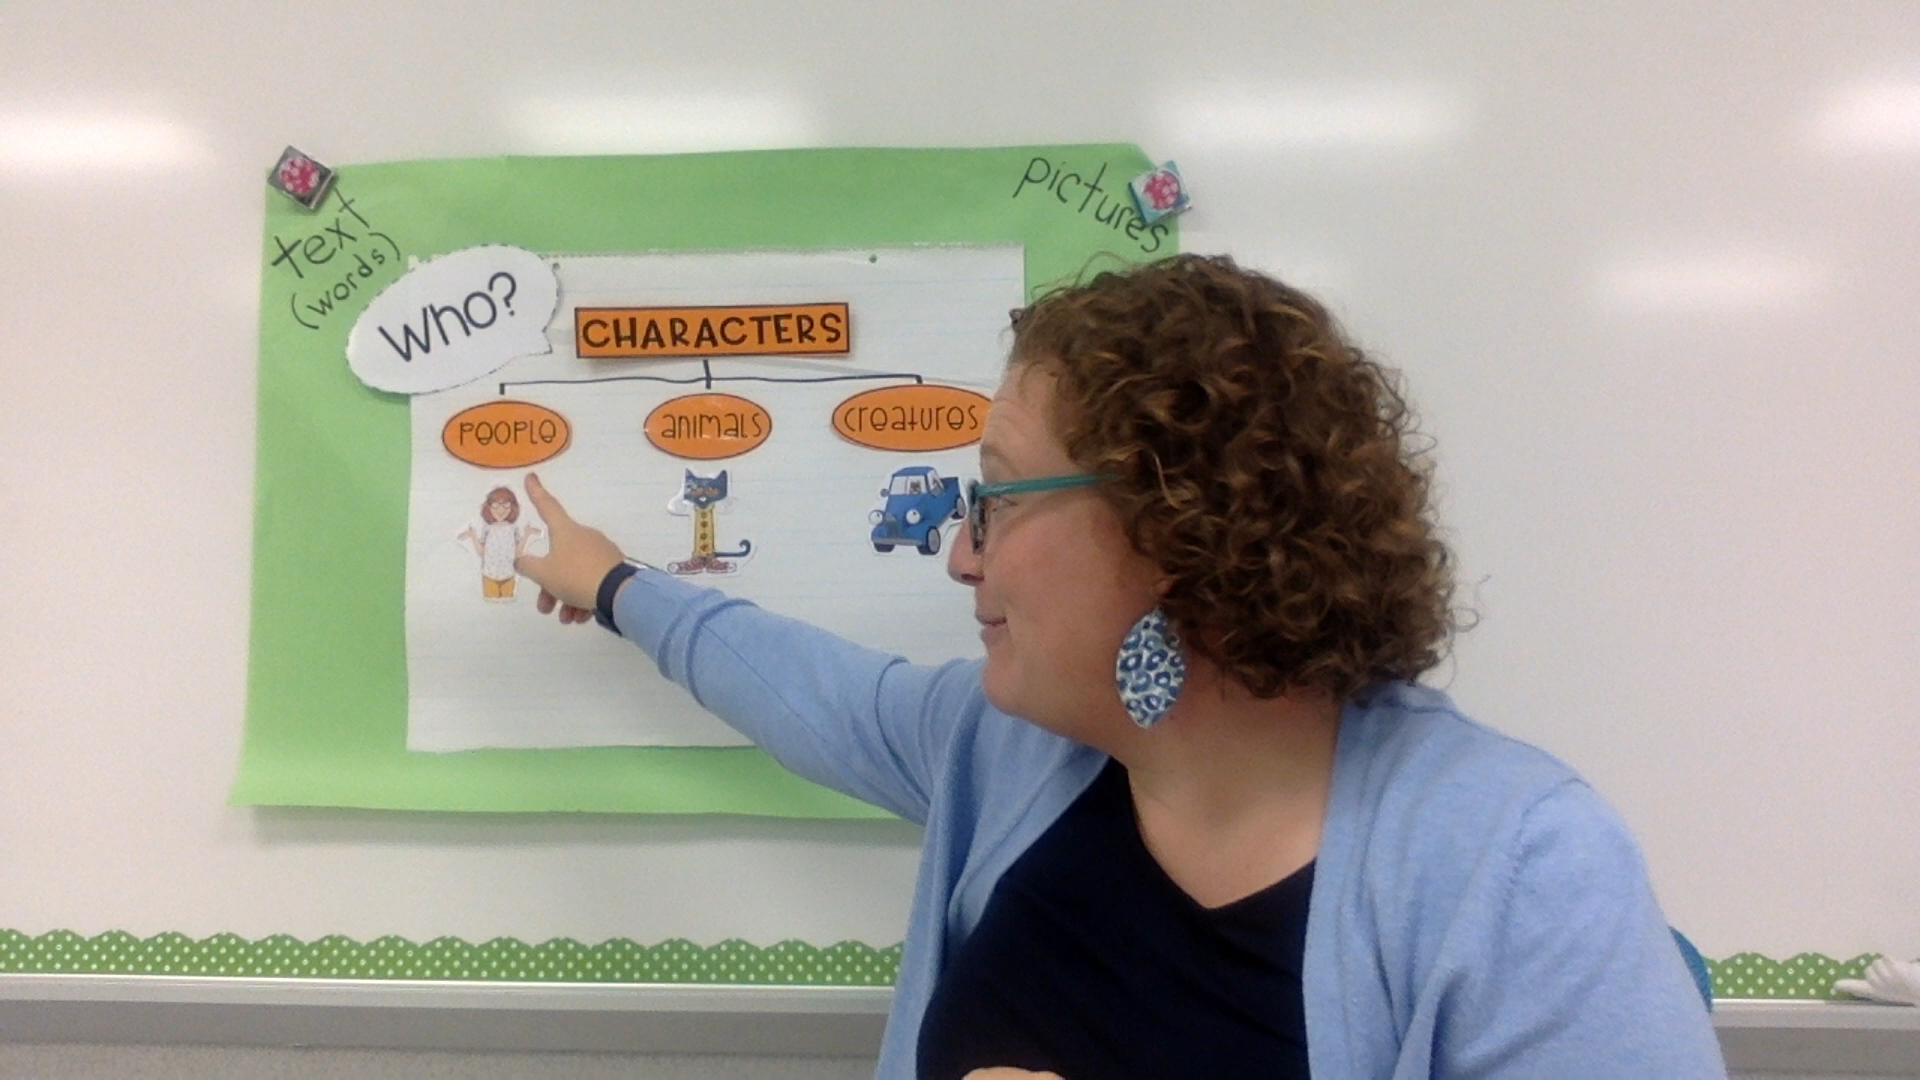 text
(words)
pictures
Who?
CHARACTERS
PEOPLE
animals
creatures